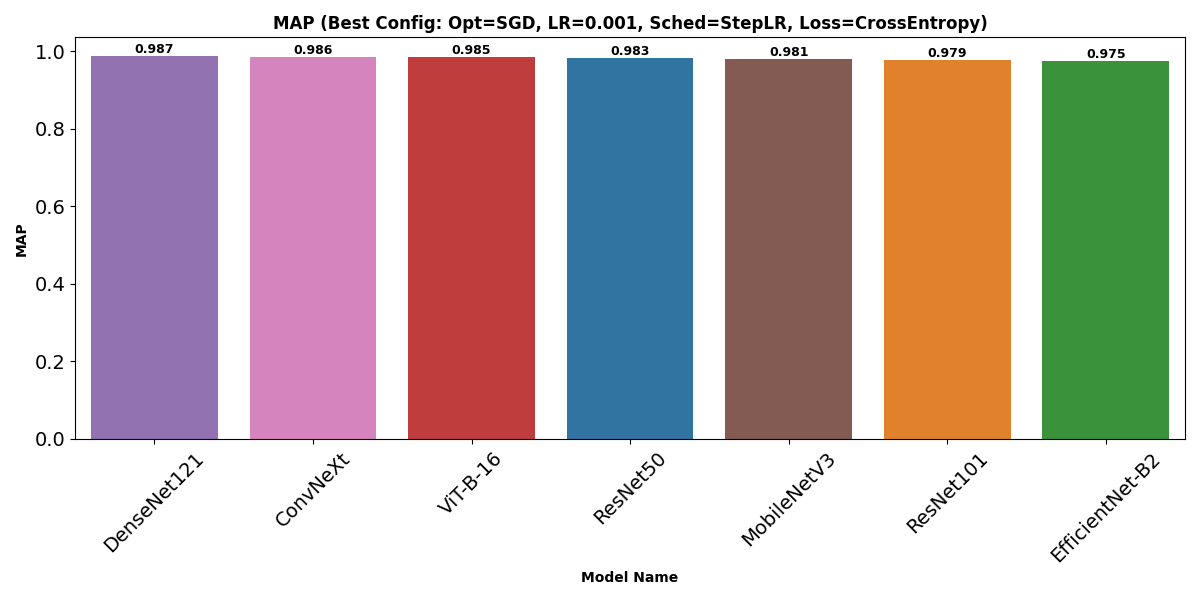 MAP (Best Config: Opt=SGD, LR=0.001, Sched=StepLR, Loss=CrossEntropy)
MAP
1.0
0.8
0.6
0.4
0.2
0.0
0.987
0.986
0.985
0.983
0.981
0.979
0.975
DenseNet121
ConvNeXt
ViT-B-16
ResNet50
MobileNetV3
ResNet101
EfficientNet-B2
Model Name